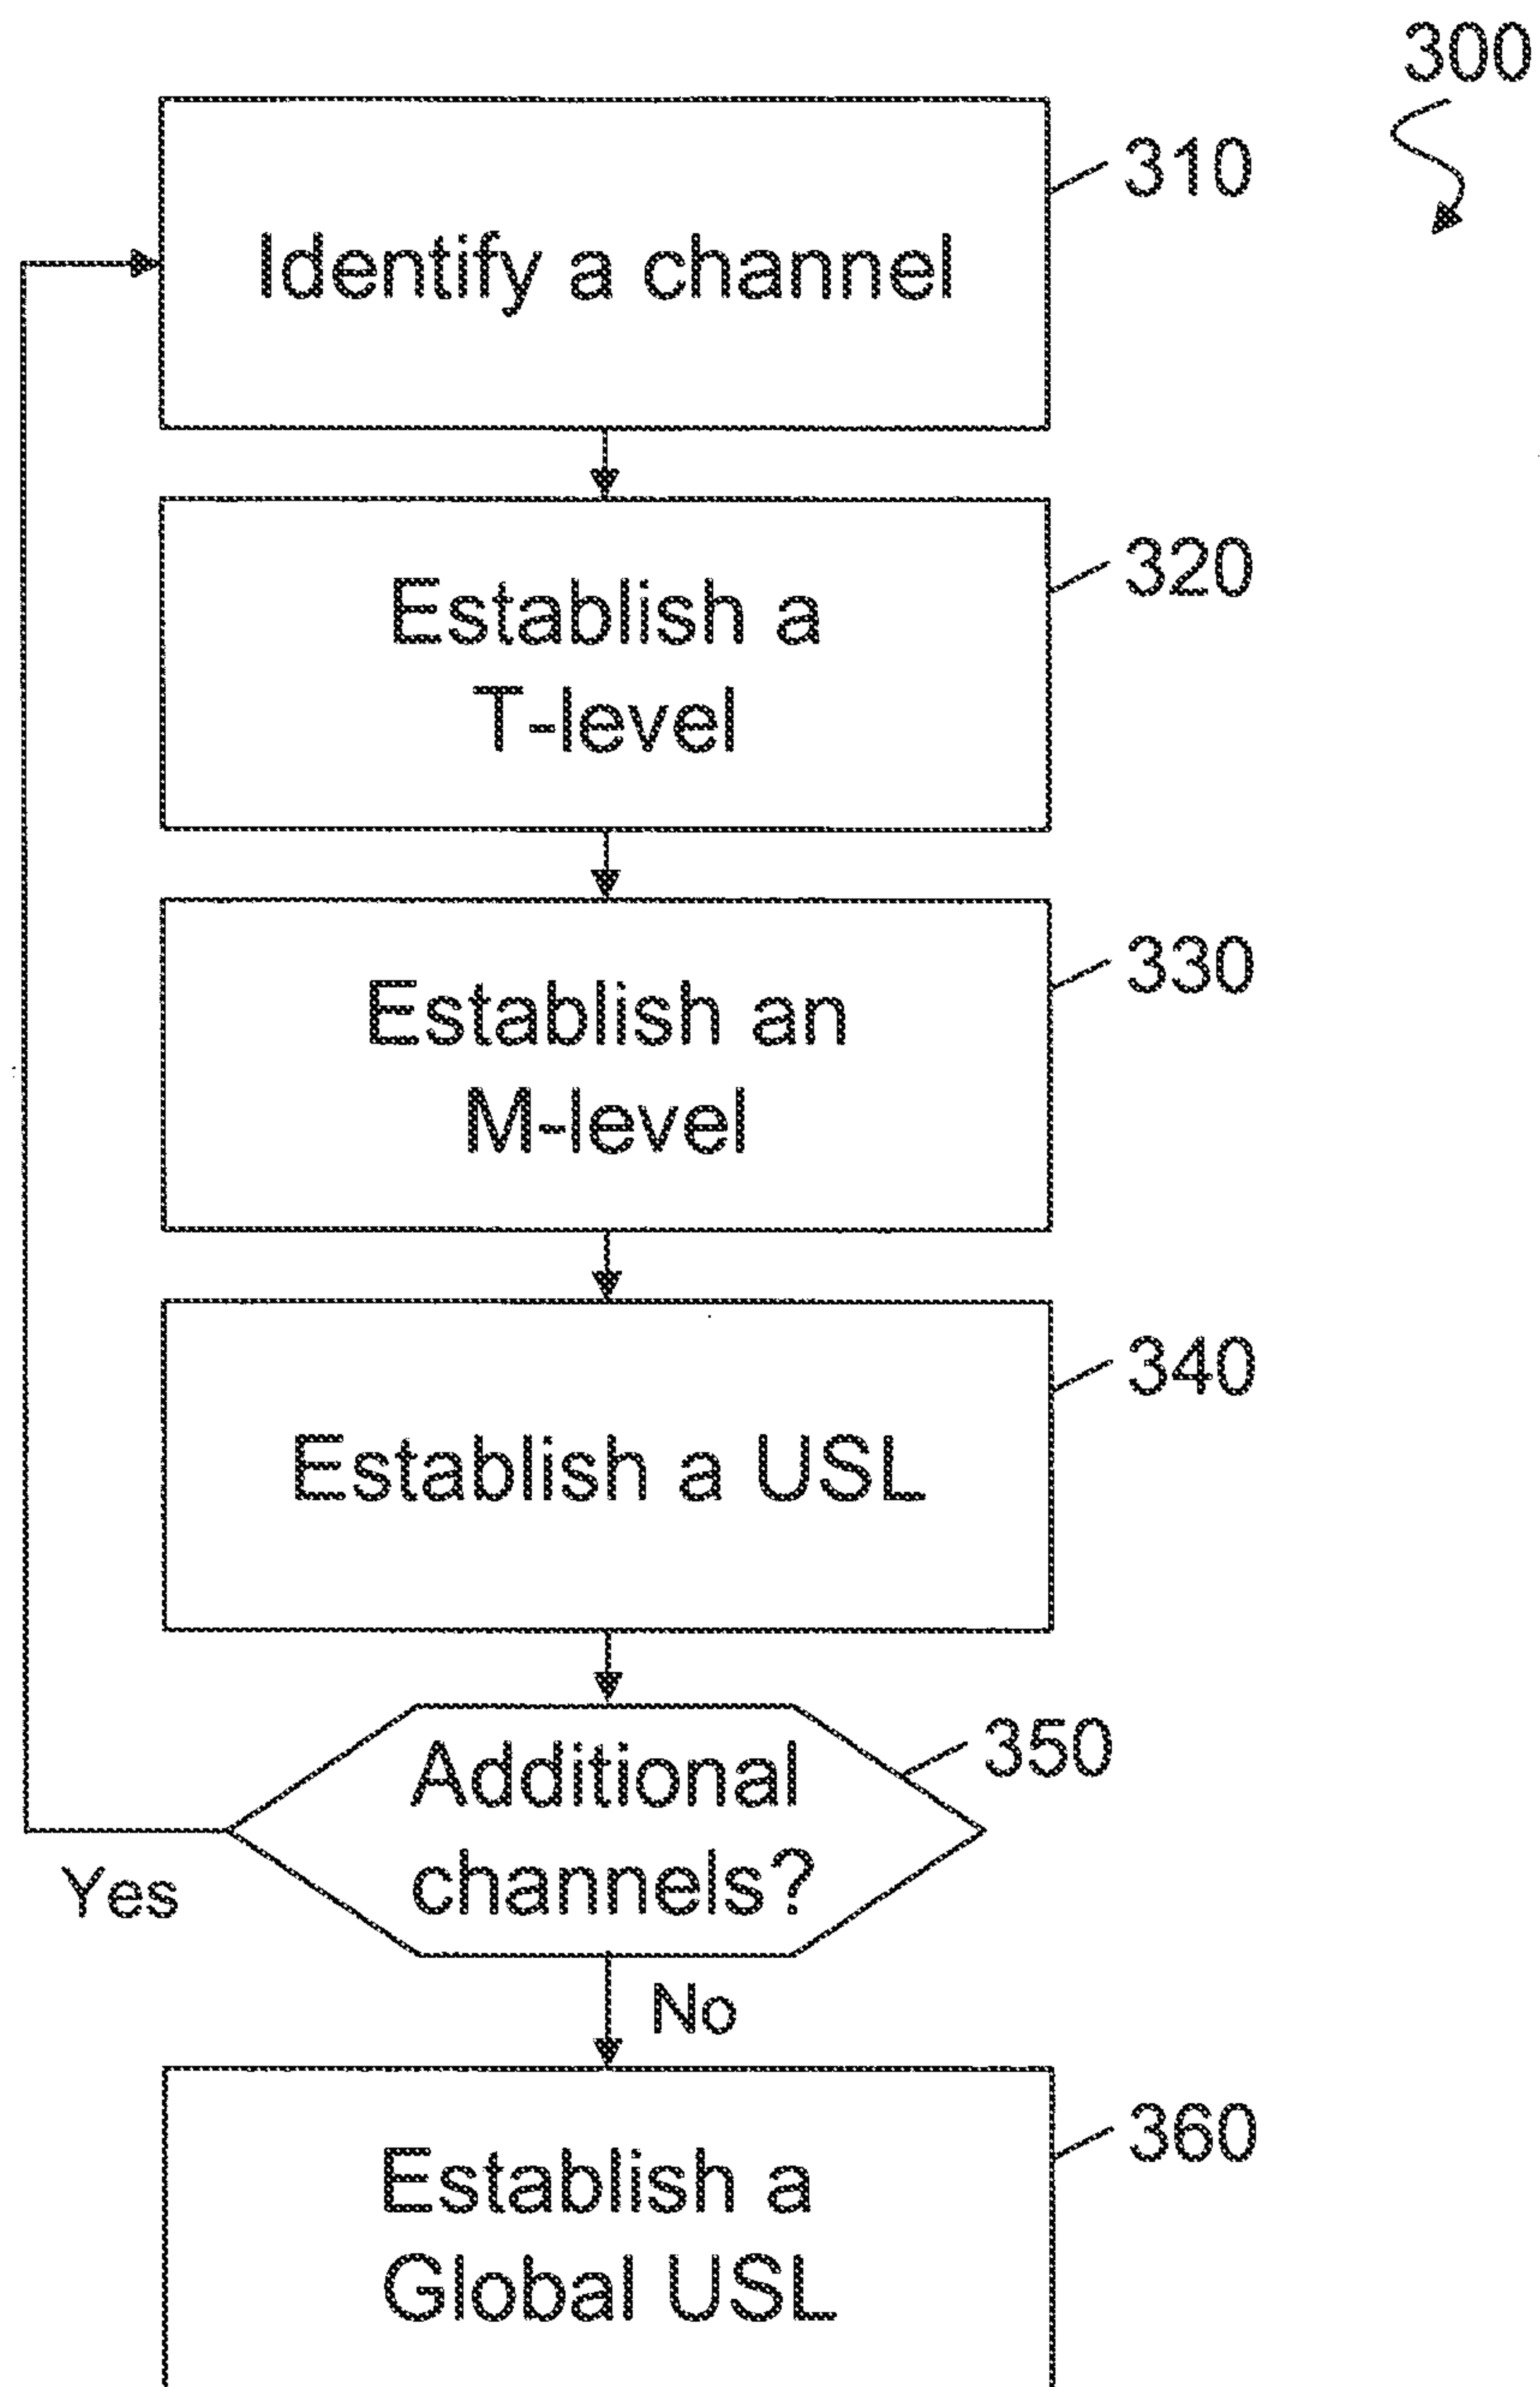 300
310
Identify a channel
320
Establish a
T-level
330
Establish an
M-level
340
Establish a USL
350
Additional
channels?
Yes
No
360
Establish a
Global USL